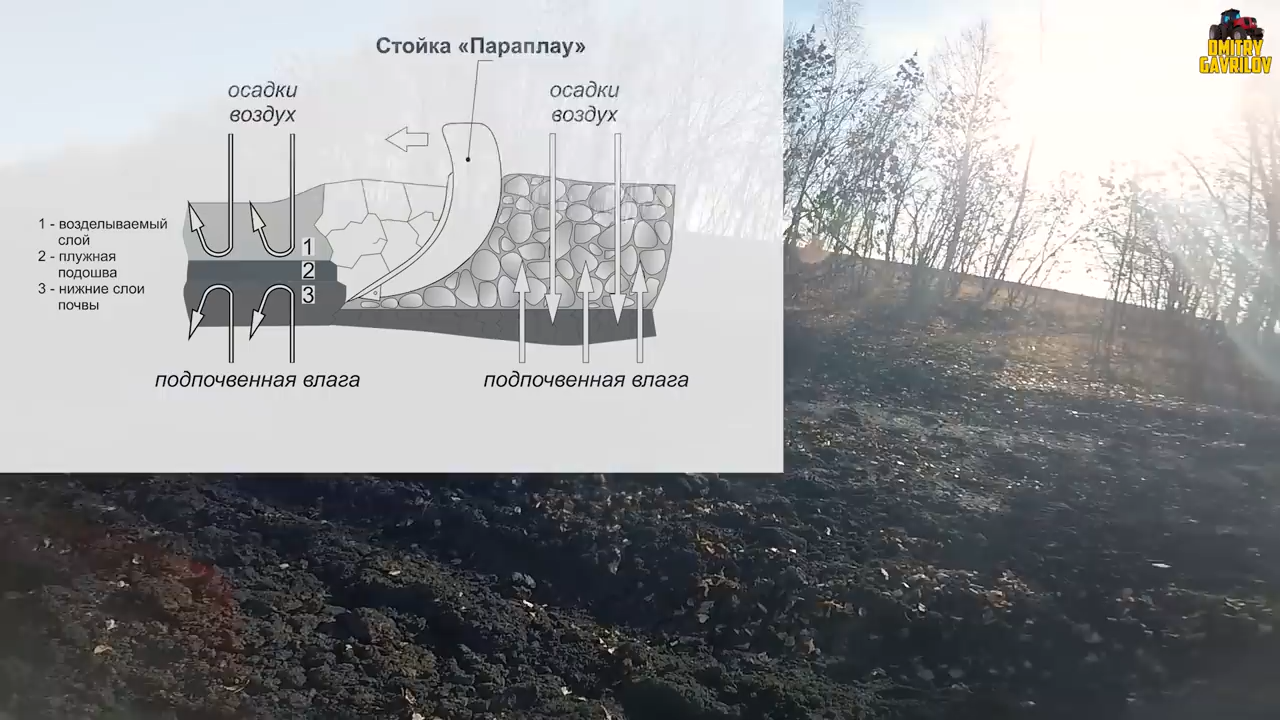 Стойка «Параплау»
осадки
воздух
осадки
воздух
1 - возделываемый
слой
2 - плужная
подошва
3 - нижние слои
почвы
1
2
3
подпочвенная влага
подпочвенная влага
DMITRY
GAVRILOV